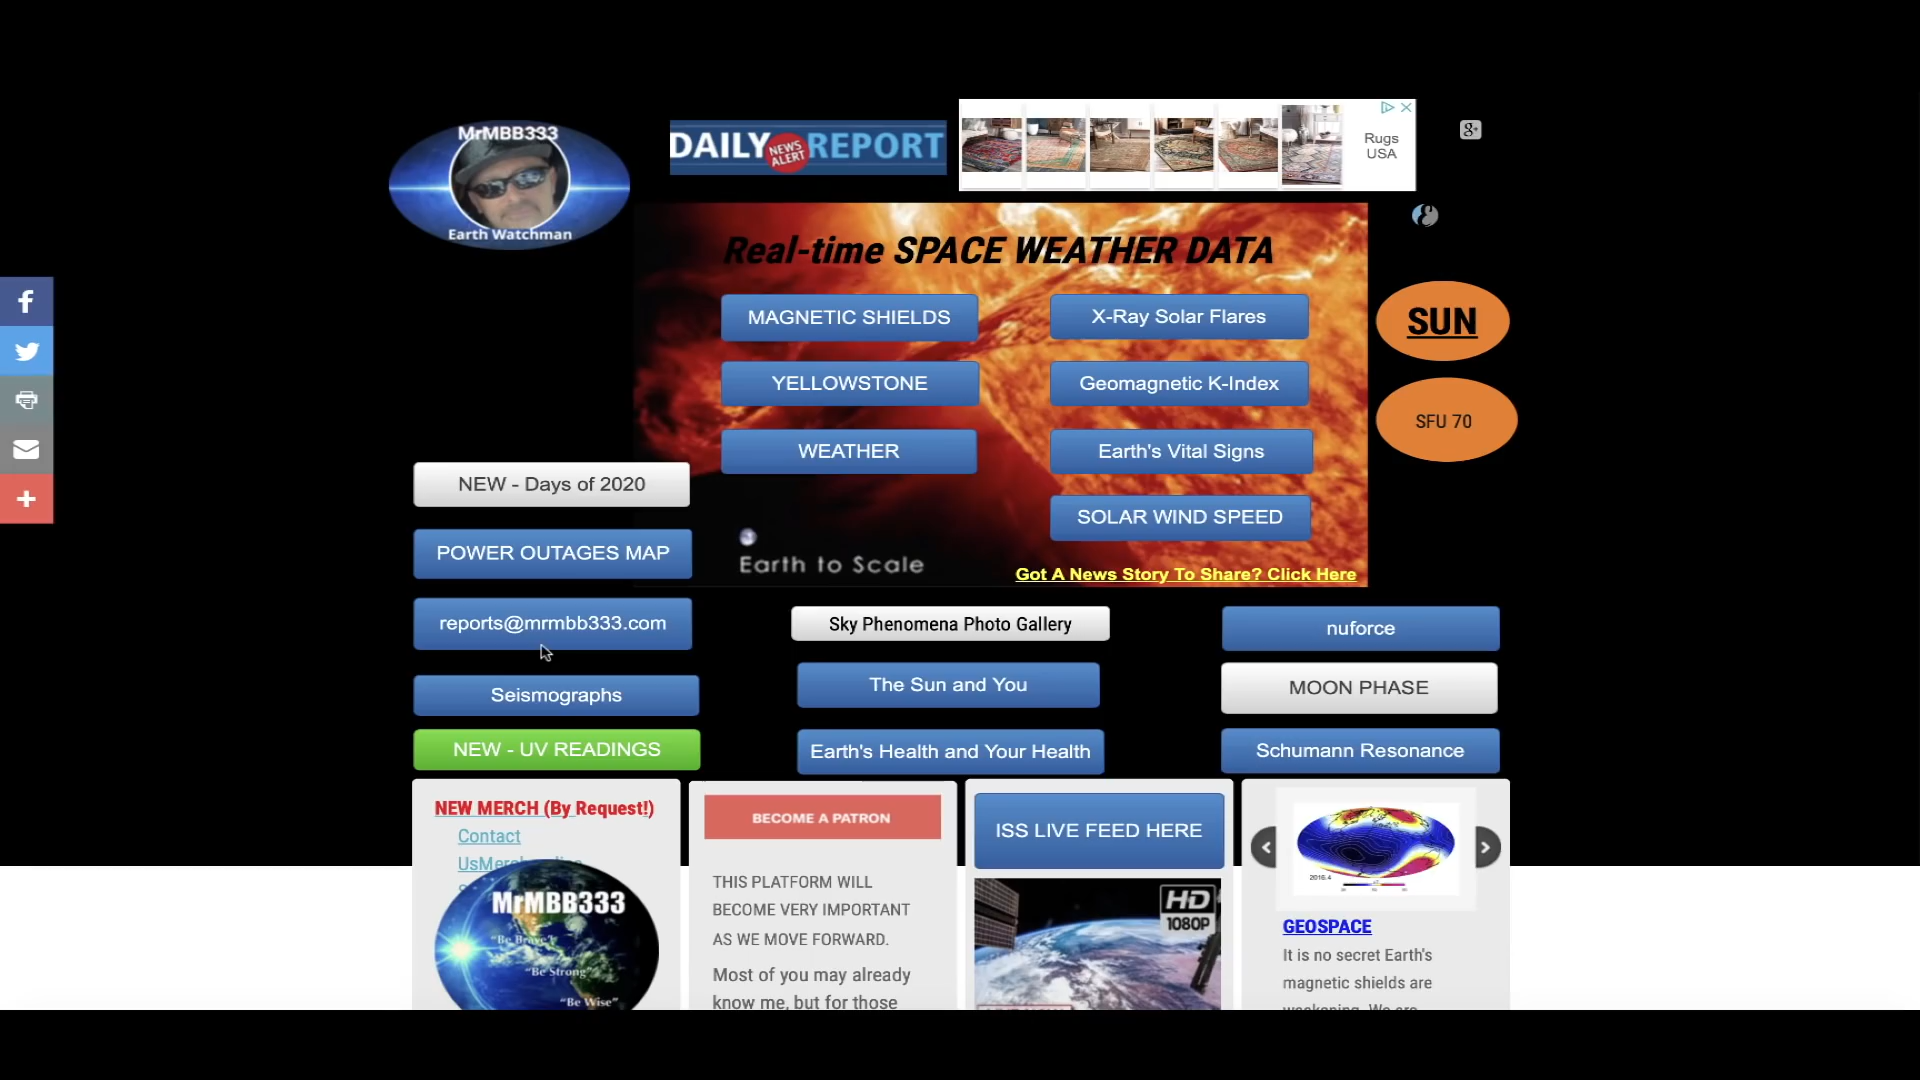 MrMBB333
Earth Watchman
DAILY NEWS ALERT REPORT
Rugs
USA
g+
Real-time SPACE WEATHER DATA
MAGNETIC SHIELDS
X-Ray Solar Flares
YELLOWSTONE
Geomagnetic K-Index
WEATHER
Earth's Vital Signs
SOLAR WIND SPEED
Earth to Scale
Got A News Story To Share? Click Here
SUN
SFU 70
f
NEW - Days of 2020
POWER OUTAGES MAP
reports@mrmbb333.com
Seismographs
NEW - UV READINGS
Sky Phenomena Photo Gallery
The Sun and You
Earth's Health and Your Health
nuforce
MOON PHASE
Schumann Resonance
NEW MERCH (By Request!)
Contact
MrMBB333
"Be Brave"
"Be Strong"
"Be Wise"
BECOME A PATRON
THIS PLATFORM WILL
BECOME VERY IMPORTANT
AS WE MOVE FORWARD.
Most of you may already
know me, but for those
ISS LIVE FEED HERE
HD
1080P
2016.4
GEOSPACE
It is no secret Earth's
magnetic shields are